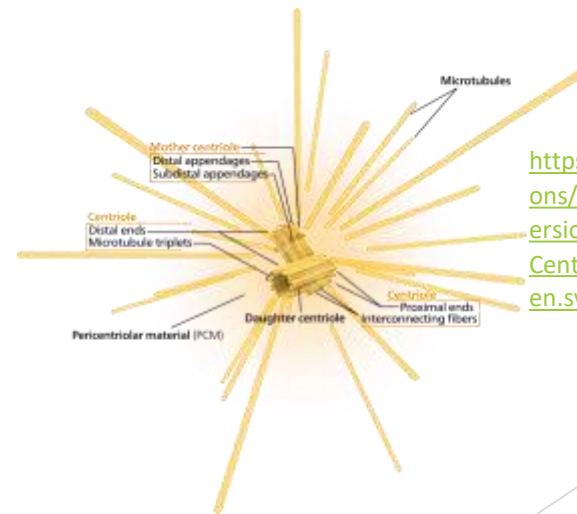 Microtubules
Mother centriole
Distal appendages
Subdistal appendages
Centriole
Distal ends
Microtubule triplets
Centriole
Proximal ends
Interconnecting fibers
Daughter centriole
Pericentriolar material (PCM)
https
ons/
ersio
Cent
en.sv